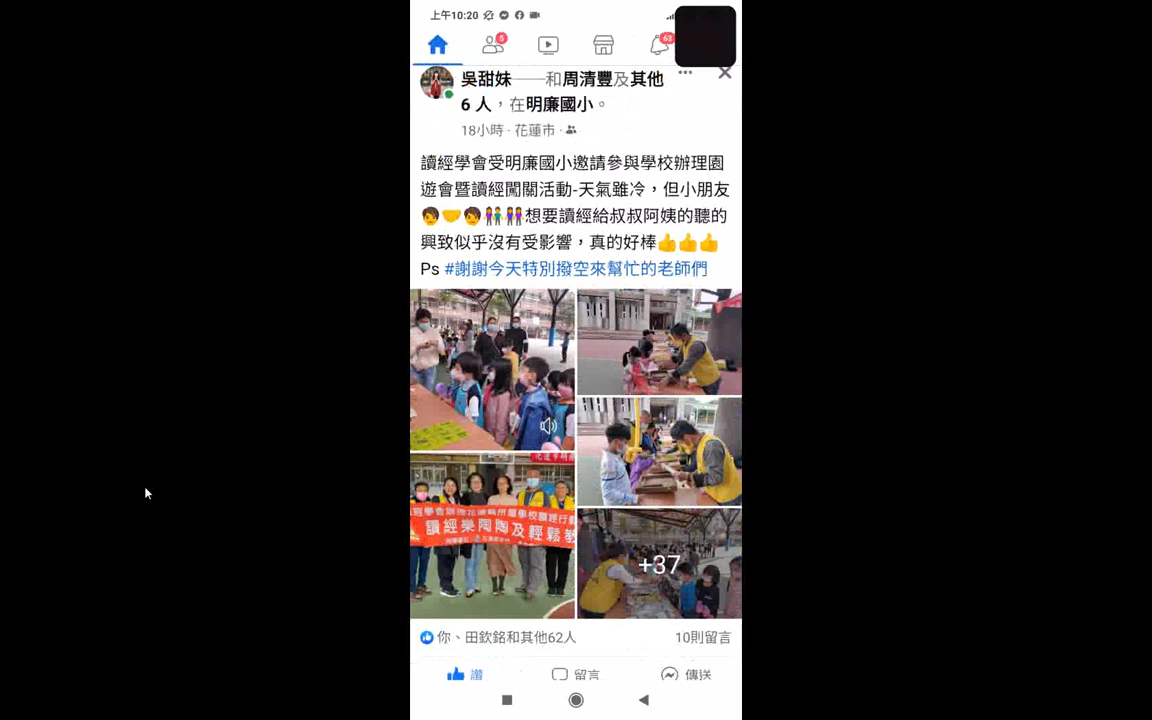 上午10:20
5
63
吳甜妹——和周清豐及其他
6 人，在明廉國小。
18小時 · 花蓮市 ·
讀經學會受明廉國小邀請參與學校辦理園
遊會暨讀經闖關活動-天氣雖冷，但小朋友
🧒🤝🧒👫👭想要讀經給叔叔阿姨的聽的
興致似乎沒有受影響，真的好棒👍👍👍
Ps #謝謝今天特別撥空來幫忙的老師們
讀經樂陶陶及輕鬆教
+37
你、田欽銘和其他62人
10則留言
讚
留言
傳送